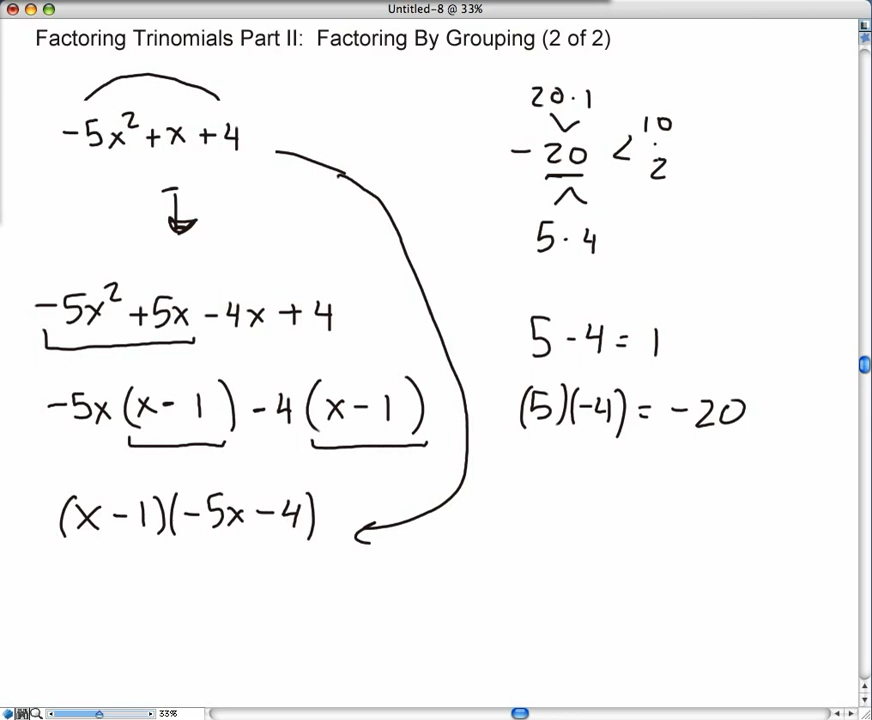 Untitled-8 @ 33%
Factoring Trinomials Part II: Factoring By Grouping (2 of 2)
-5x² + x + 4
-5x² + 5x - 4x + 4
-5x (x - 1) - 4 (x - 1)
(x - 1)(-5x - 4)
20 · 1
- 20 < 10 · 2
5 · 4
5 - 4 = 1
(5)(-4) = -20
33%